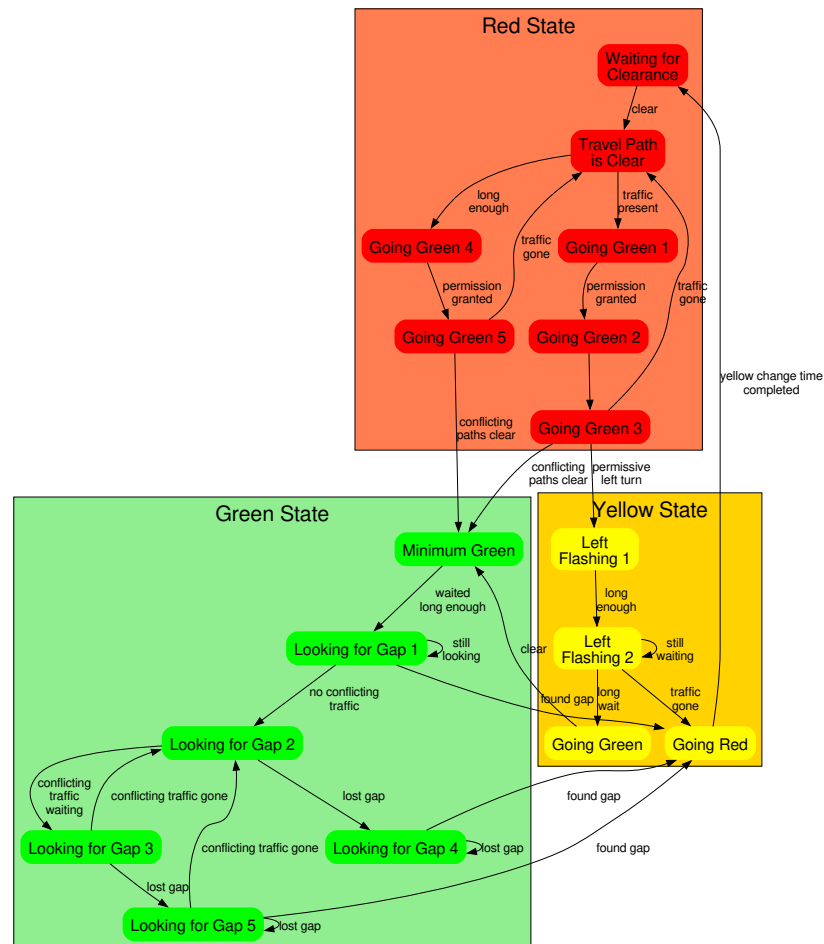 Red State
Waiting for
Clearance
clear
Travel Path
is Clear
long
enough
traffic
present
Going Green 4
traffic
gone
Going Green 1
permission
granted
permission
granted
traffic
gone
Going Green 5
Going Green 2
yellow change time
completed
Going Green 3
conflicting
paths clear
conflicting
paths clear
permissive
left turn
Green State
Yellow State
Minimum Green
Left
Flashing 1
waited
long enough
long
enough
Looking for Gap 1
still
looking
clear
Left
Flashing 2
still
waiting
no conflicting
traffic
found gap
long
wait
traffic
gone
Looking for Gap 2
Going Green
Going Red
conflicting
traffic
waiting
conflicting traffic gone
lost gap
found gap
Looking for Gap 3
conflicting traffic gone
Looking for Gap 4
lost gap
found gap
lost gap
Looking for Gap 5
lost gap